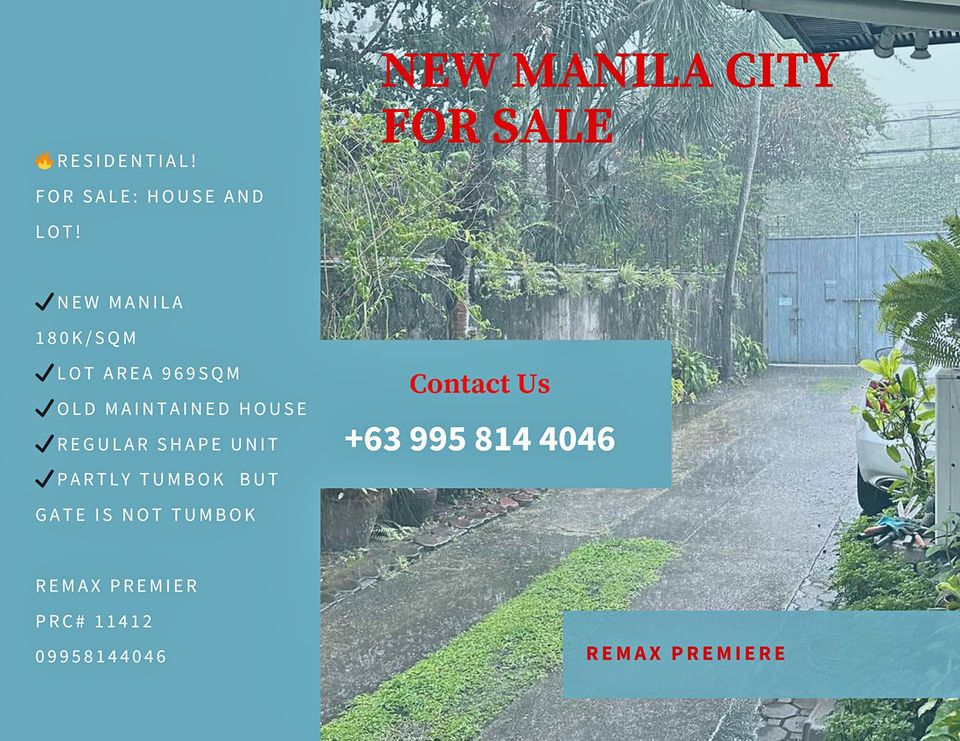 NEW MANILA CITY
FOR SALE
🔥RESIDENTIAL!
FOR SALE: HOUSE AND
LOT!
✔NEW MANILA
180K/SQM
✔LOT AREA 969SQM
✔OLD MAINTAINED HOUSE
✔REGULAR SHAPE UNIT
✔PARTLY TUMBOK BUT
GATE IS NOT TUMBOK
REMAX PREMIER
PRC# 11412
09958144046
Contact Us
+63 995 814 4046
REMAX PREMIERE